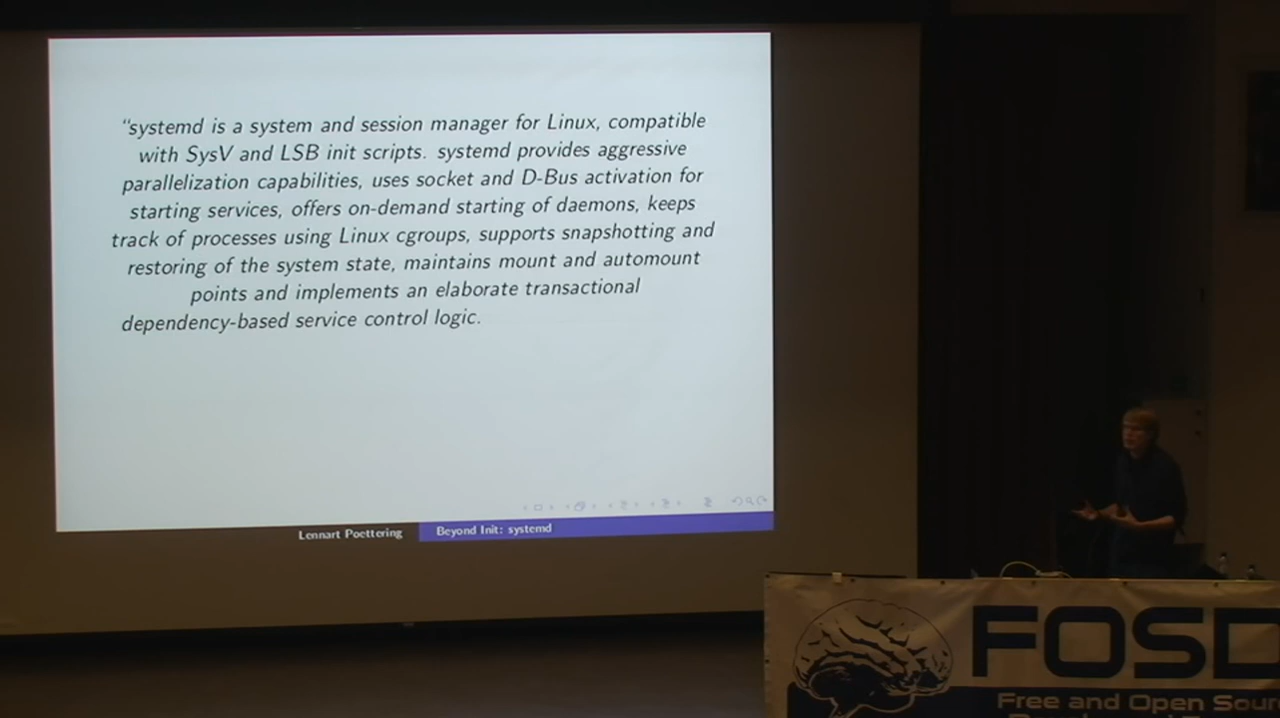 “systemd is a system and session manager for Linux, compatible
with SysV and LSB init scripts. systemd provides aggressive
parallelization capabilities, uses socket and D-Bus activation for
starting services, offers on-demand starting of daemons, keeps
track of processes using Linux cgroups, supports snapshotting and
restoring of the system state, maintains mount and automount
points and implements an elaborate transactional
dependency-based service control logic.
Lennart Poettering
Beyond Init: systemd
FOSD
Free and Open Sour